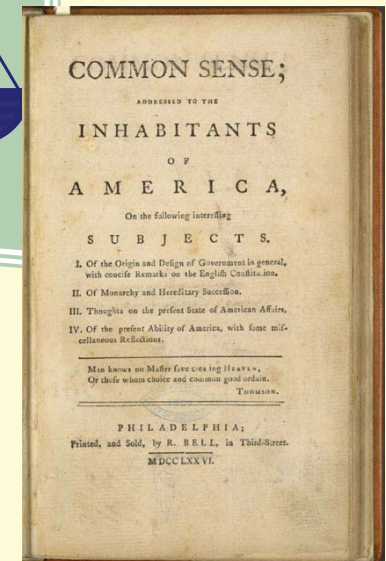 COMMON SENSE;
ADDRESSED TO THE
INHABITANTS
OF
AMERICA,
On the following interesting
SUBJECTS.
I. Of the Origin and Design of Government in general,
with concise Remarks on the English Constitution.
II. Of Monarchy and Hereditary Succession.
III. Thoughts on the present State of American Affairs.
IV. Of the present Ability of America, with some mis-
cellaneous Reflections.
Man knows no Master save creating HEAVEN,
Or those whom choice and common good ordain.
THOMSON.
PHILADELPHIA;
Printed, and Sold, by R. BELL, in Third-Street.
MDCCLXXVI.